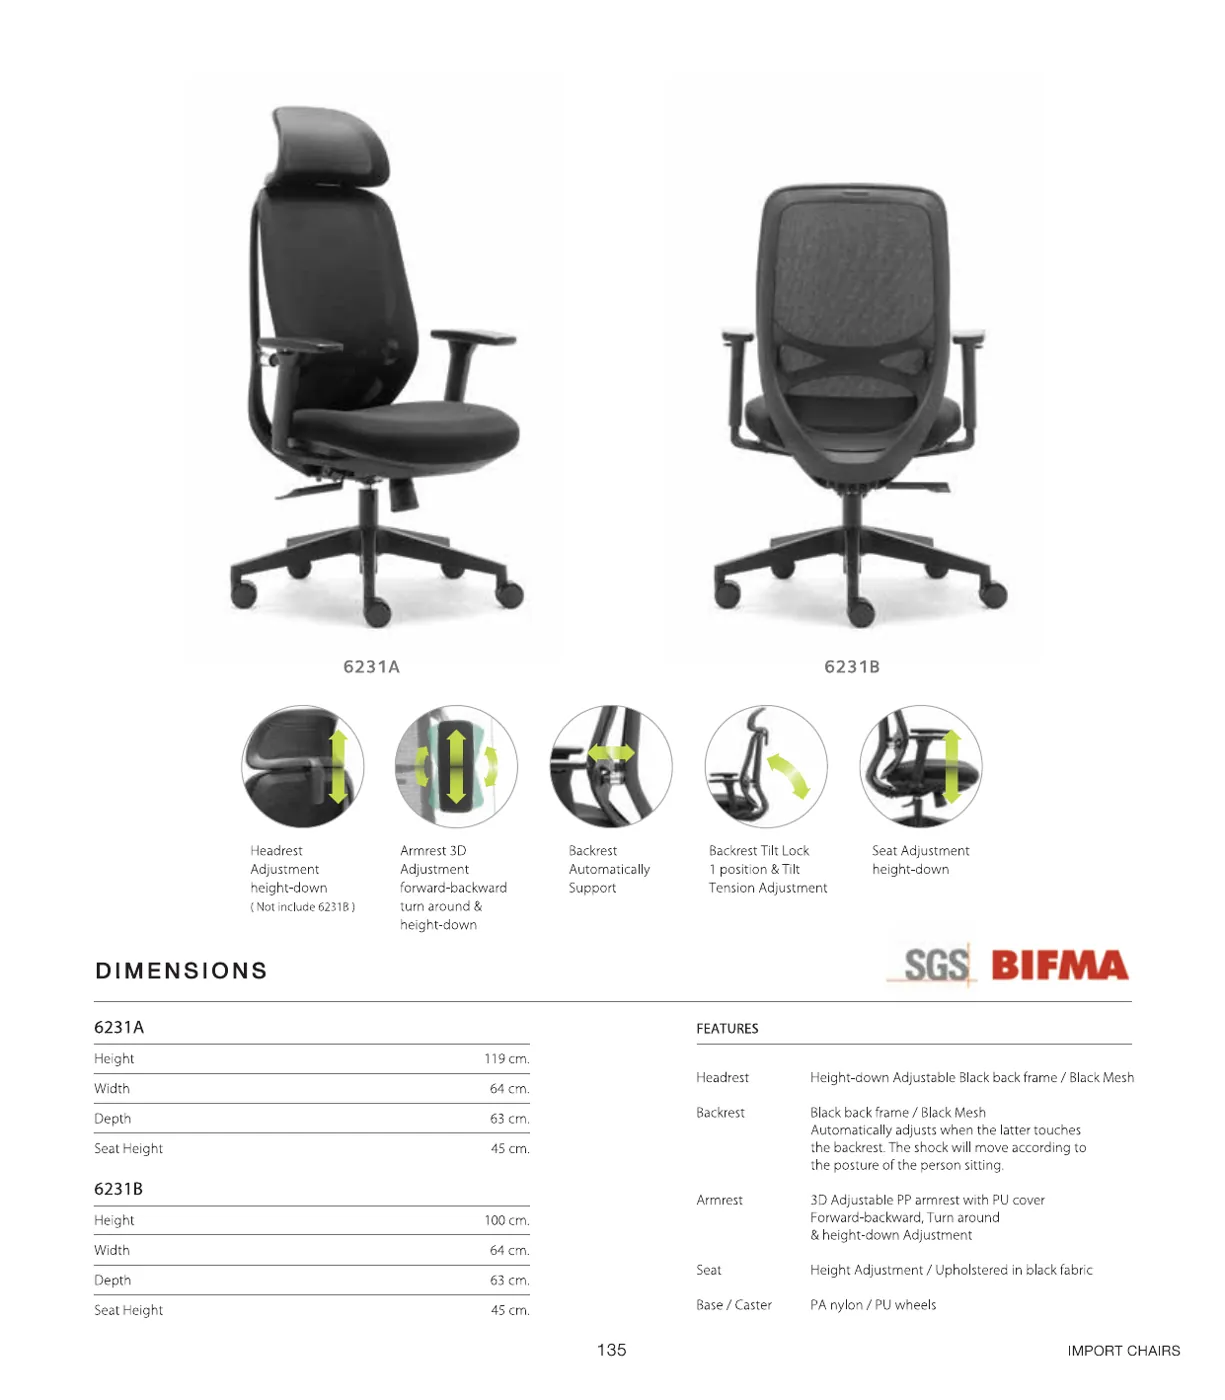 6231A
6231B
Headrest
Adjustment
height-down
( Not include 6231B )
Armrest 3D
Adjustment
forward-backward
turn around &
height-down
Backrest
Automatically
Support
Backrest Tilt Lock
1 position & Tilt
Tension Adjustment
Seat Adjustment
height-down
DIMENSIONS
SGS BIFMA
6231A
Height 119 cm.
Width 64 cm.
Depth 63 cm.
Seat Height 45 cm.
6231B
Height 100 cm.
Width 64 cm.
Depth 63 cm.
Seat Height 45 cm.
FEATURES
Headrest Height-down Adjustable Black back frame / Black Mesh
Backrest Black back frame / Black Mesh
Automatically adjusts when the latter touches
the backrest. The shock will move according to
the posture of the person sitting.
Armrest 3D Adjustable PP armrest with PU cover
Forward-backward, Turn around
& height-down Adjustment
Seat Height Adjustment / Upholstered in black fabric
Base / Caster PA nylon / PU wheels
135
IMPORT CHAIRS